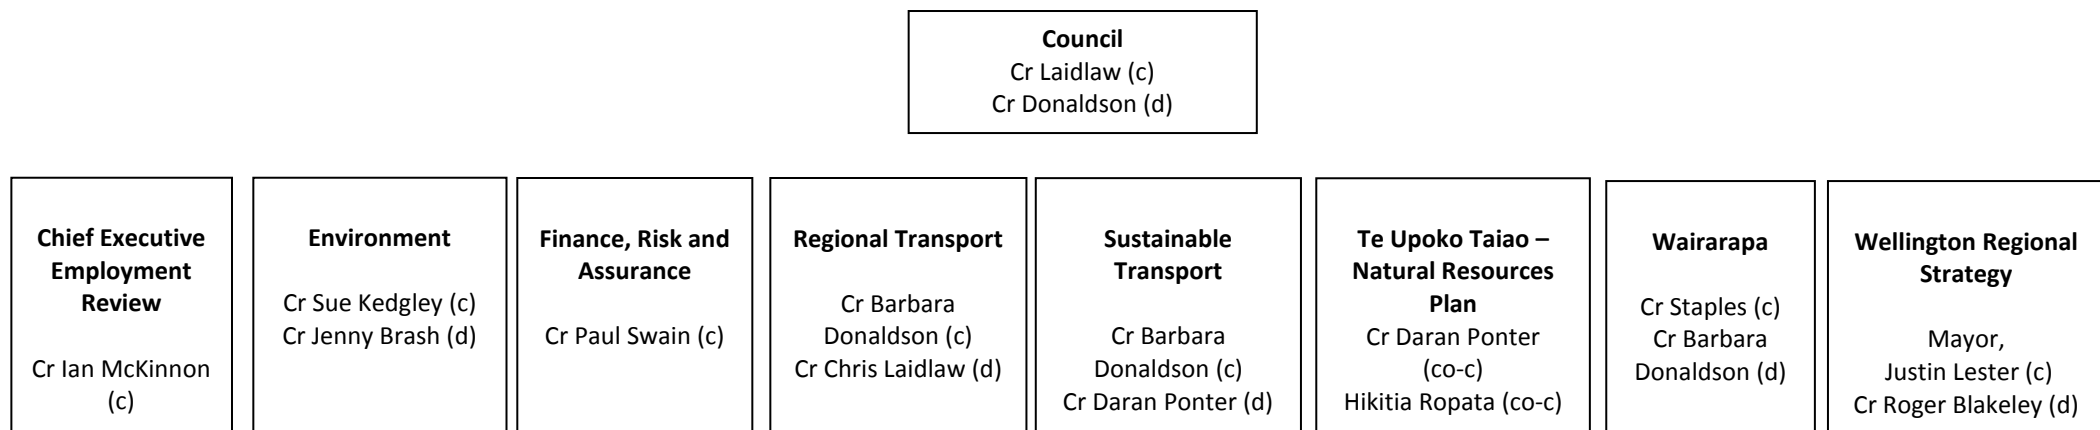 Council
Cr Laidlaw (c)
Cr Donaldson (d)
Chief Executive
Employment
Review
Cr Ian McKinnon
(c)
Environment
Cr Sue Kedgley (c)
Cr Jenny Brash (d)
Finance, Risk and
Assurance
Cr Paul Swain (c)
Regional Transport
Cr Barbara
Donaldson (c)
Cr Chris Laidlaw (d)
Sustainable
Transport
Cr Barbara
Donaldson (c)
Cr Daran Ponter (d)
Te Upoko Taiao –
Natural Resources
Plan
Cr Daran Ponter
(co-c)
Hikitia Ropata (co-c)
Wairarapa
Cr Staples (c)
Cr Barbara
Donaldson (d)
Wellington Regional
Strategy
Mayor,
Justin Lester (c)
Cr Roger Blakeley (d)